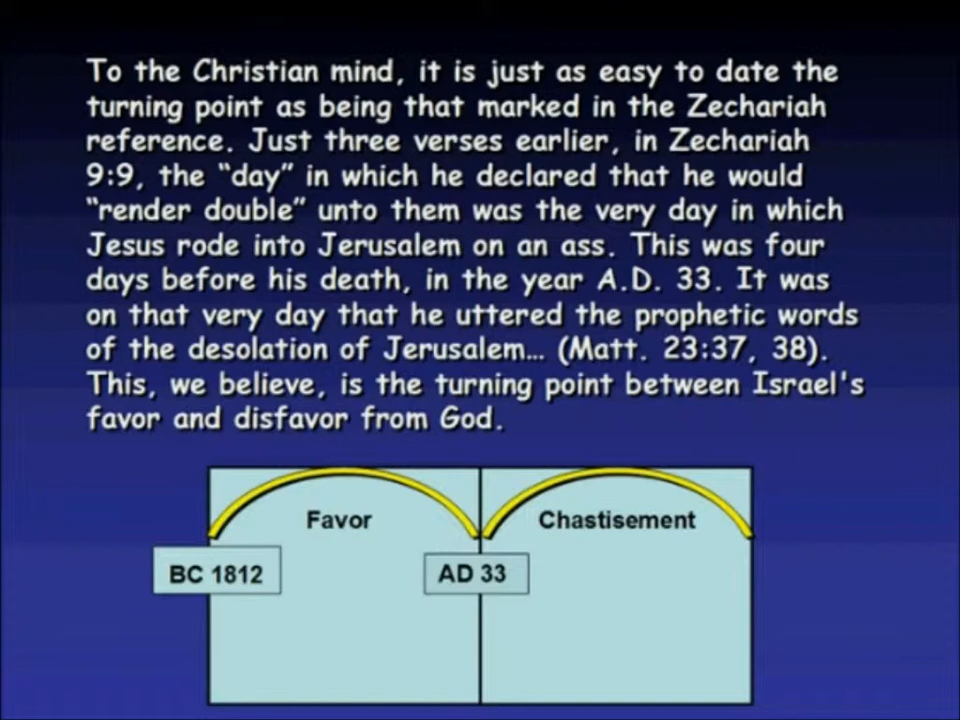 To the Christian mind, it is just as easy to date the
turning point as being that marked in the Zechariah
reference. Just three verses earlier, in Zechariah
9:9, the “day” in which he declared that he would
“render double” unto them was the very day in which
Jesus rode into Jerusalem on an ass. This was four
days before his death, in the year A.D. 33. It was
on that very day that he uttered the prophetic words
of the desolation of Jerusalem… (Matt. 23:37, 38).
This, we believe, is the turning point between Israel's
favor and disfavor from God.
Favor
Chastisement
BC 1812
AD 33